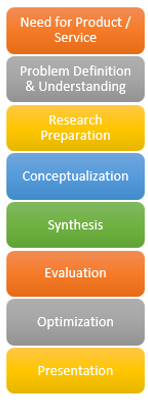 Need for Product /
Service
Problem Definition
& Understanding
Research
Preparation
Conceptualization
Synthesis
Evaluation
Optimization
Presentation